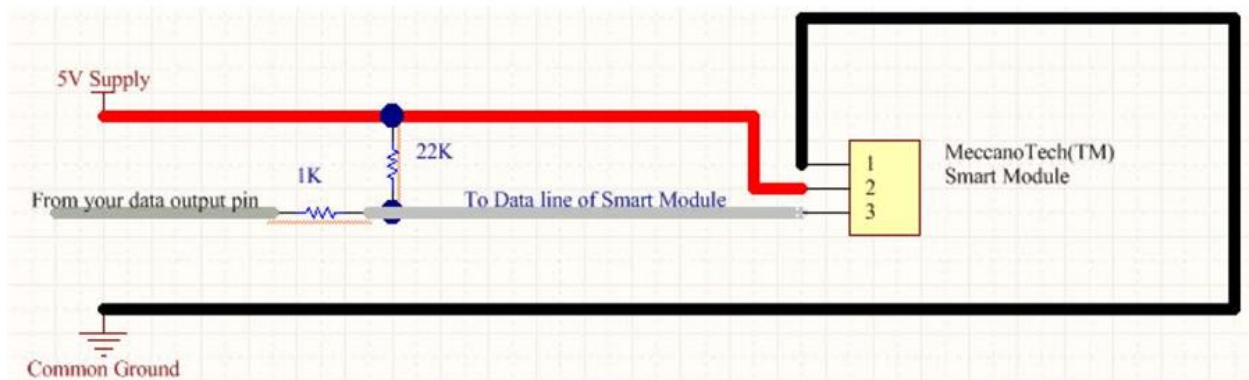 5V Supply
22K
1K
From your data output pin
To Data line of Smart Module
1
2
3
MeccanoTech(TM)
Smart Module
Common Ground